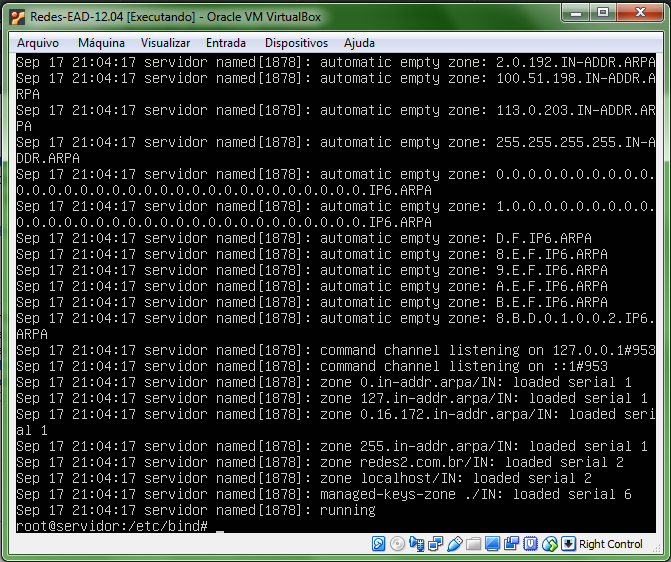 Redes-EAD-12.04 [Executando] - Oracle VM VirtualBox
Arquivo Máquina Visualizar Entrada Dispositivos Ajuda
Sep 17 21:04:17 servidor named[1878]: automatic empty zone: 2.0.192.IN-ADDR.ARPA
Sep 17 21:04:17 servidor named[1878]: automatic empty zone: 100.51.198.IN-ADDR.A
RPA
Sep 17 21:04:17 servidor named[1878]: automatic empty zone: 113.0.203.IN-ADDR.AR
PA
Sep 17 21:04:17 servidor named[1878]: automatic empty zone: 255.255.255.255.IN-A
DDR.ARPA
Sep 17 21:04:17 servidor named[1878]: automatic empty zone: 0.0.0.0.0.0.0.0.0.0.
0.0.0.0.0.0.0.0.0.0.0.0.0.0.0.0.0.0.0.0.0.0.IP6.ARPA
Sep 17 21:04:17 servidor named[1878]: automatic empty zone: 1.0.0.0.0.0.0.0.0.0.
0.0.0.0.0.0.0.0.0.0.0.0.0.0.0.0.0.0.0.0.0.0.IP6.ARPA
Sep 17 21:04:17 servidor named[1878]: automatic empty zone: D.F.IP6.ARPA
Sep 17 21:04:17 servidor named[1878]: automatic empty zone: 8.E.F.IP6.ARPA
Sep 17 21:04:17 servidor named[1878]: automatic empty zone: 9.E.F.IP6.ARPA
Sep 17 21:04:17 servidor named[1878]: automatic empty zone: A.E.F.IP6.ARPA
Sep 17 21:04:17 servidor named[1878]: automatic empty zone: B.E.F.IP6.ARPA
Sep 17 21:04:17 servidor named[1878]: automatic empty zone: 8.B.D.0.1.0.0.2.IP6.
ARPA
Sep 17 21:04:17 servidor named[1878]: command channel listening on 127.0.0.1#953
Sep 17 21:04:17 servidor named[1878]: command channel listening on ::1#953
Sep 17 21:04:17 servidor named[1878]: zone 0.in-addr.arpa/IN: loaded serial 1
Sep 17 21:04:17 servidor named[1878]: zone 127.in-addr.arpa/IN: loaded serial 1
Sep 17 21:04:17 servidor named[1878]: zone 0.16.172.in-addr.arpa/IN: loaded seri
al 1
Sep 17 21:04:17 servidor named[1878]: zone 255.in-addr.arpa/IN: loaded serial 1
Sep 17 21:04:17 servidor named[1878]: zone redes2.com.br/IN: loaded serial 2
Sep 17 21:04:17 servidor named[1878]: zone localhost/IN: loaded serial 2
Sep 17 21:04:17 servidor named[1878]: managed-keys-zone ./IN: loaded serial 6
Sep 17 21:04:17 servidor named[1878]: running
root@servidor:/etc/bind# _
Right Control